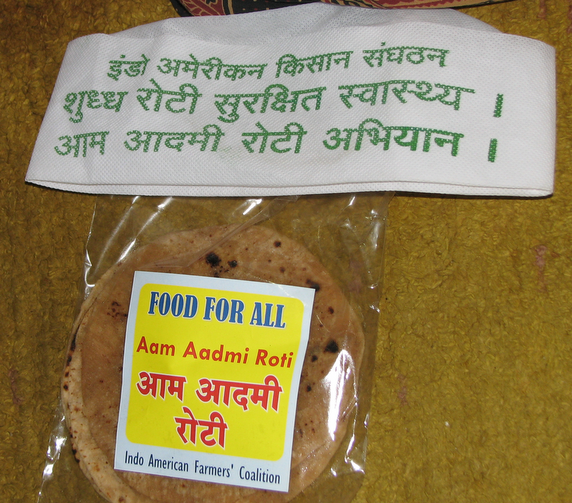 इंडो अमेरीकन किसान संघठन
शुध्ध रोटी सुरक्षित स्वास्थ्य ।
आम आदमी रोटी अभियान ।
FOOD FOR ALL
Aam Aadmi Roti
आम आदमी
रोटी
Indo American Farmers' Coalition